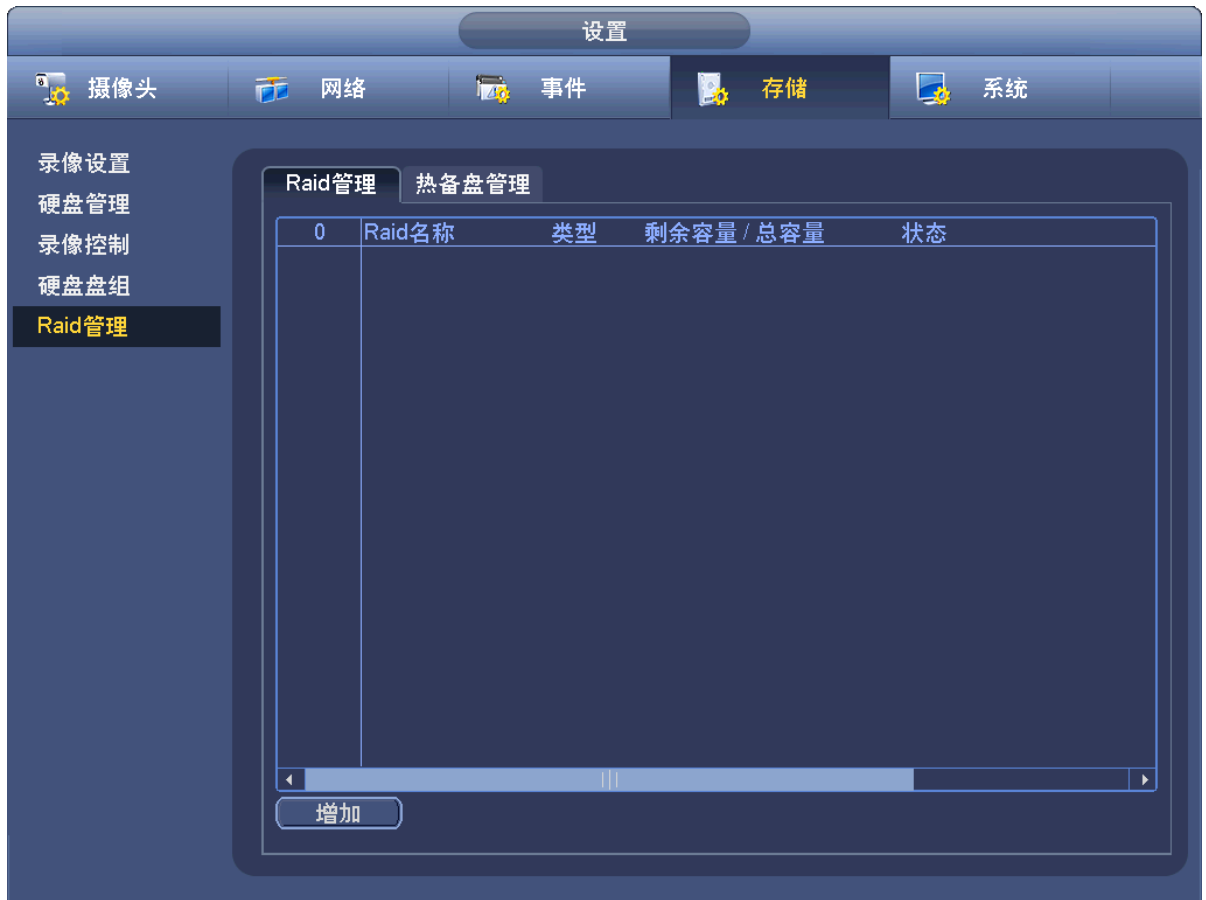 设置
摄像头 网络 事件 存储 系统
录像设置
硬盘管理
录像控制
硬盘盘组
Raid管理
Raid管理 热备盘管理
0 Raid名称 类型 剩余容量 / 总容量 状态
增加